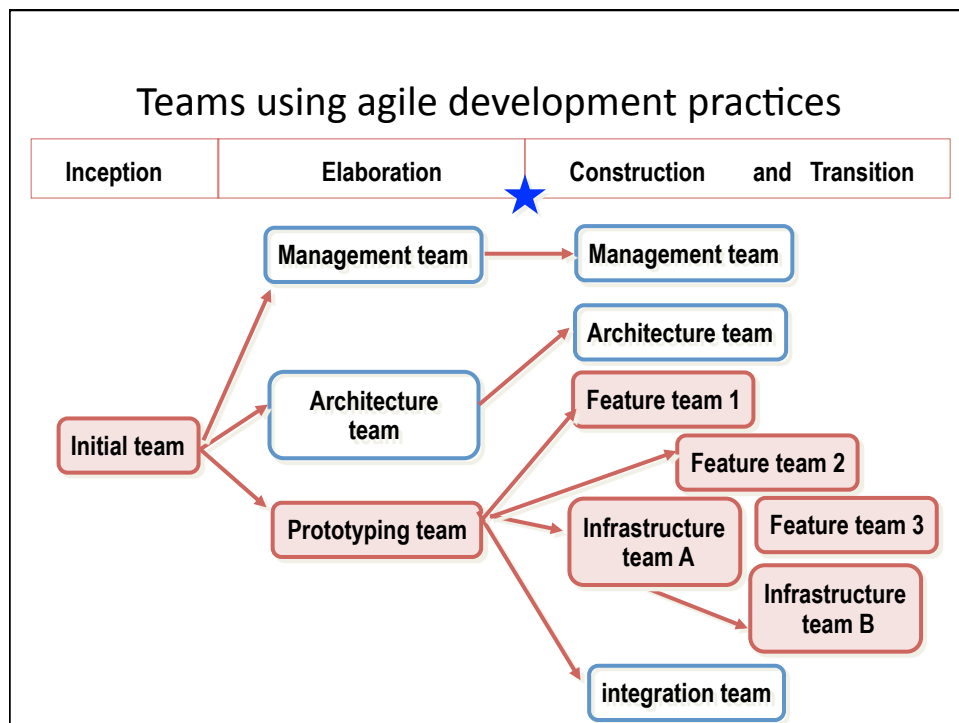 Teams using agile development practices
Inception Elaboration Construction and Transition
Management team Management team
Architecture team
Architecture
team
Feature team 1
Initial team
Feature team 2
Prototyping team
Infrastructure
team A
Feature team 3
Infrastructure
team B
integration team